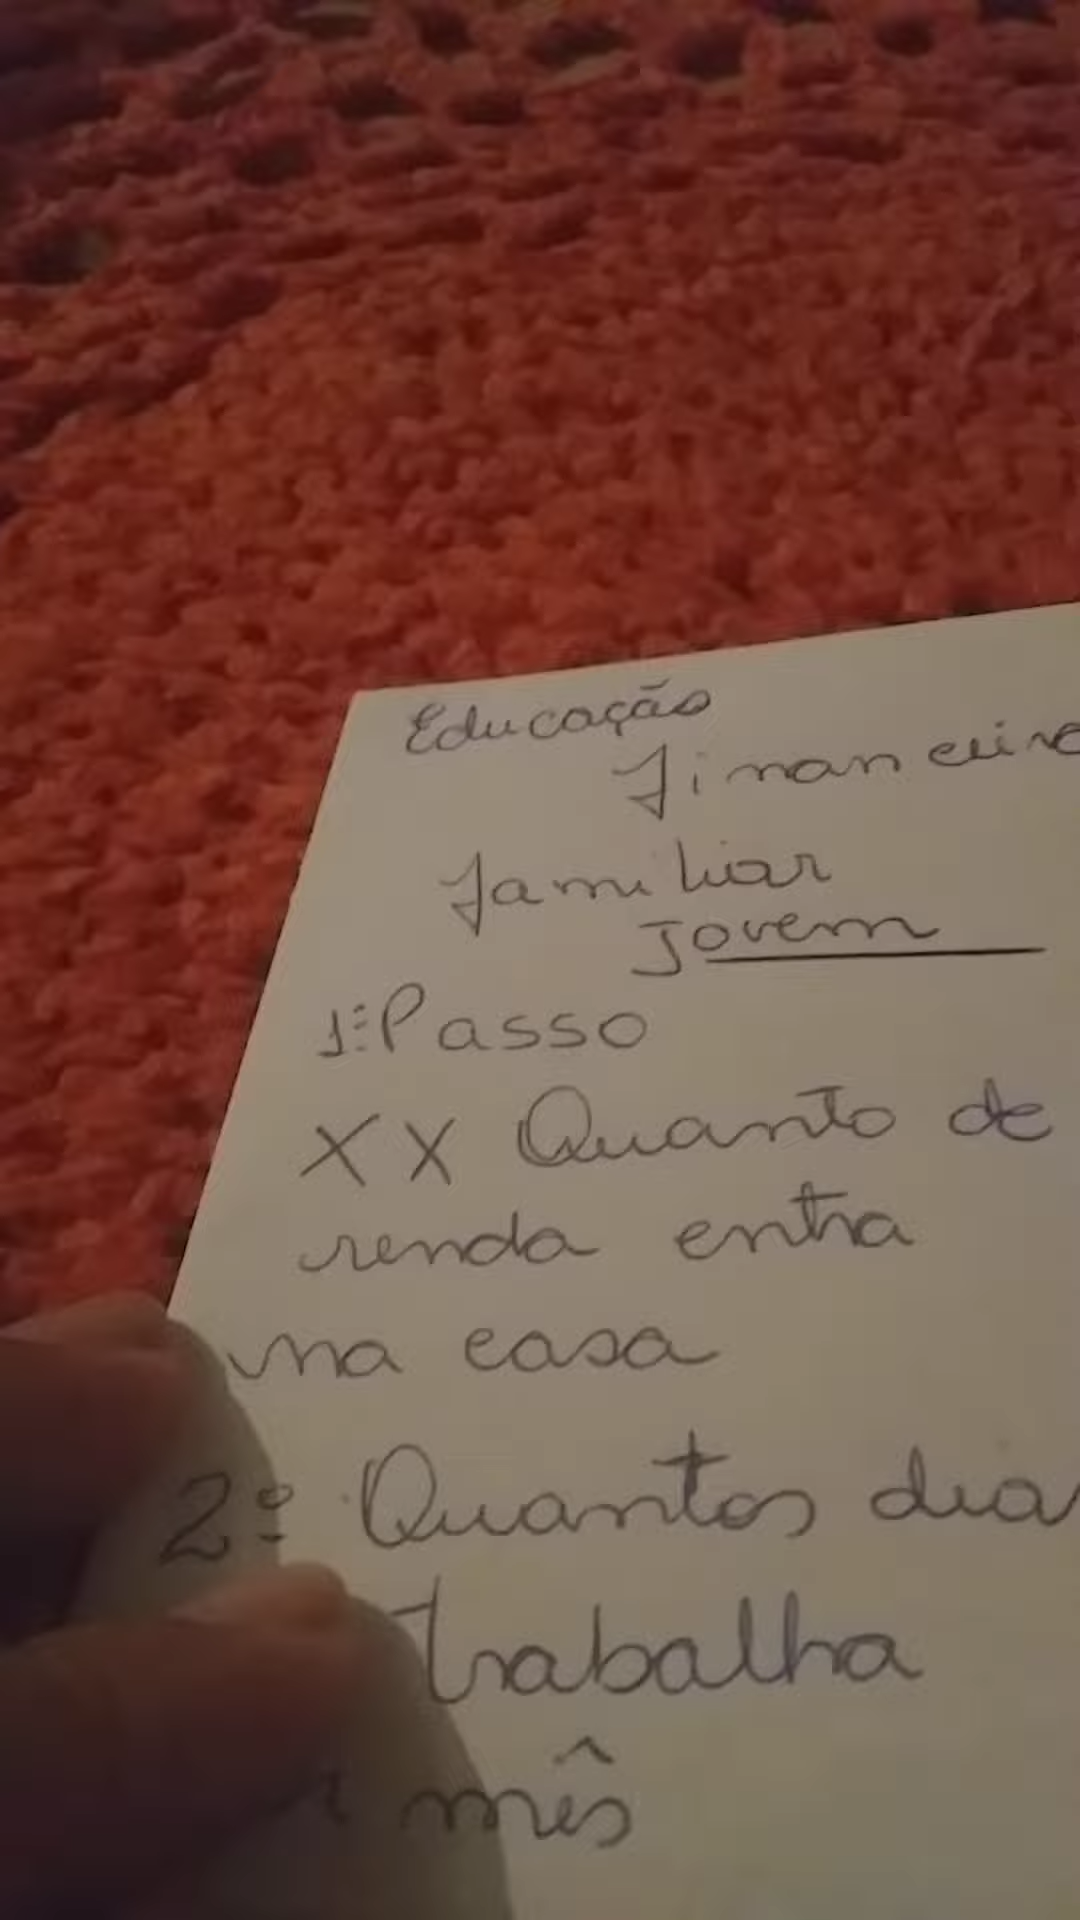 Educação
Financeira
Familiar
Jovem
1º Passo
XX Quanto de
renda entra
na casa
2º Quantos dias
Trabalha
mês